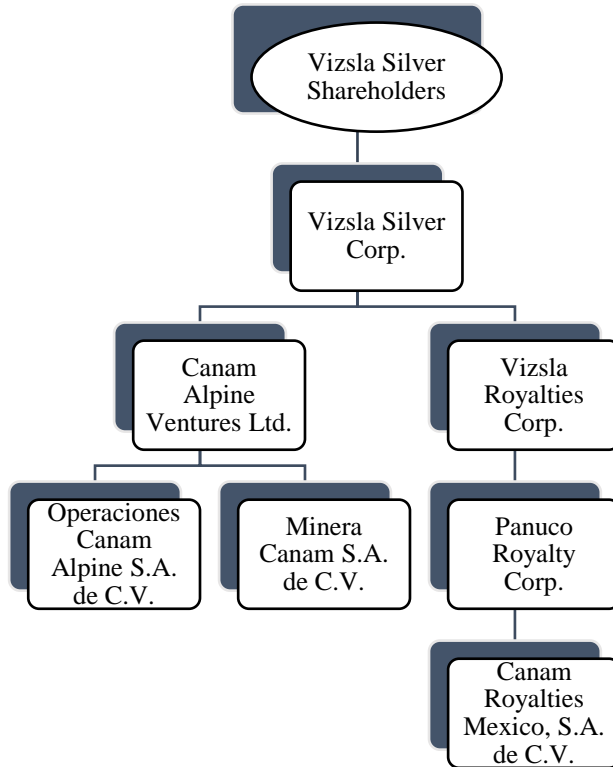 Vizsla Silver
Shareholders
Vizsla Silver
Corp.
Canam
Alpine
Ventures Ltd.
Vizsla
Royalties
Corp.
Operaciones
Canam
Alpine S.A.
de C.V.
Minera
Canam S.A.
de C.V.
Panuco
Royalty
Corp.
Canam
Royalties
Mexico, S.A.
de C.V.